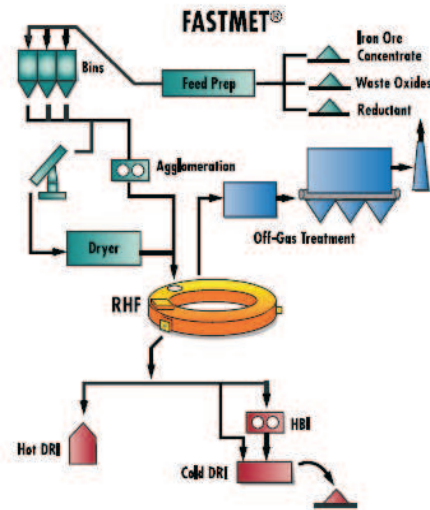 FASTMET®
Iron Ore
Concentrate
Bins
Feed Prep
Waste Oxides
Reductant
Agglomeration
Dryer
Off-Gas Treatment
RHF
HBI
Hot DRI
Cold DRI